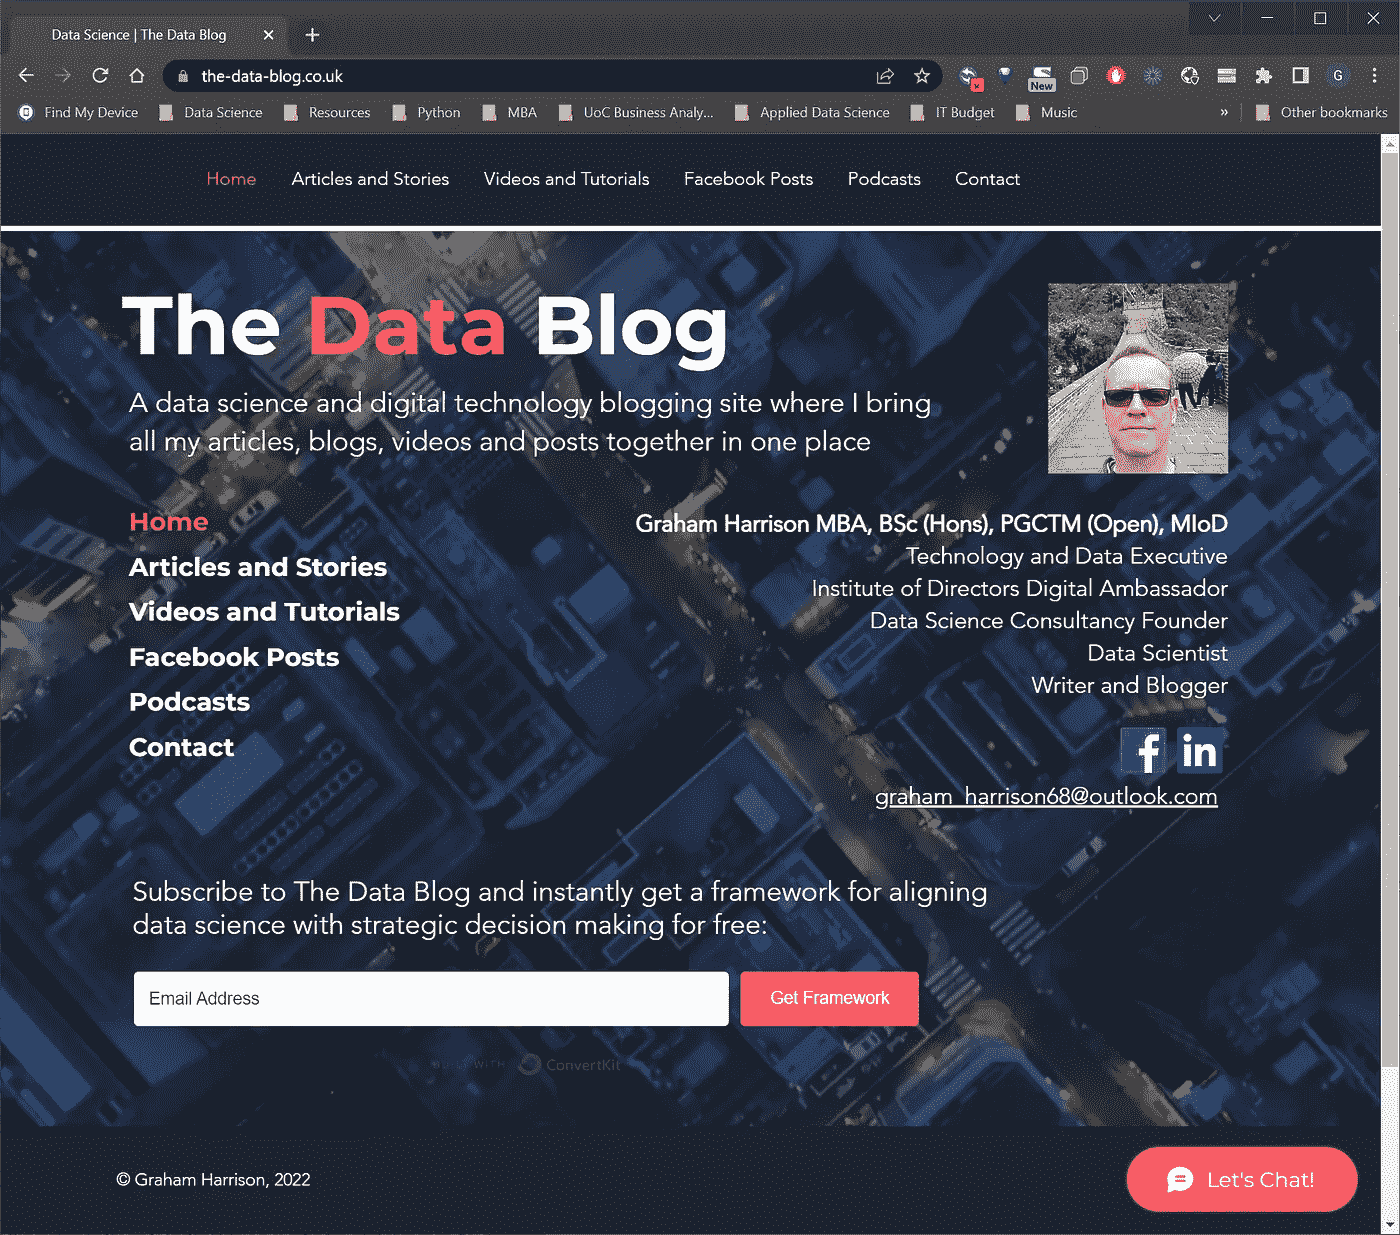 Data Science | The Data Blog
the-data-blog.co.uk
New
G
Find My Device Data Science Resources Python MBA UoC Business Analy... Applied Data Science IT Budget Music » Other bookmarks
Home Articles and Stories Videos and Tutorials Facebook Posts Podcasts Contact
The Data Blog
A data science and digital technology blogging site where I bring
all my articles, blogs, videos and posts together in one place
Home
Articles and Stories
Videos and Tutorials
Facebook Posts
Podcasts
Contact
Graham Harrison MBA, BSc (Hons), PGCTM (Open), MIoD
Technology and Data Executive
Institute of Directors Digital Ambassador
Data Science Consultancy Founder
Data Scientist
Writer and Blogger
f in
graham_harrison68@outlook.com
Subscribe to The Data Blog and instantly get a framework for aligning
data science with strategic decision making for free:
Email Address Get Framework
BUILT WITH ConvertKit
© Graham Harrison, 2022
Let's Chat!